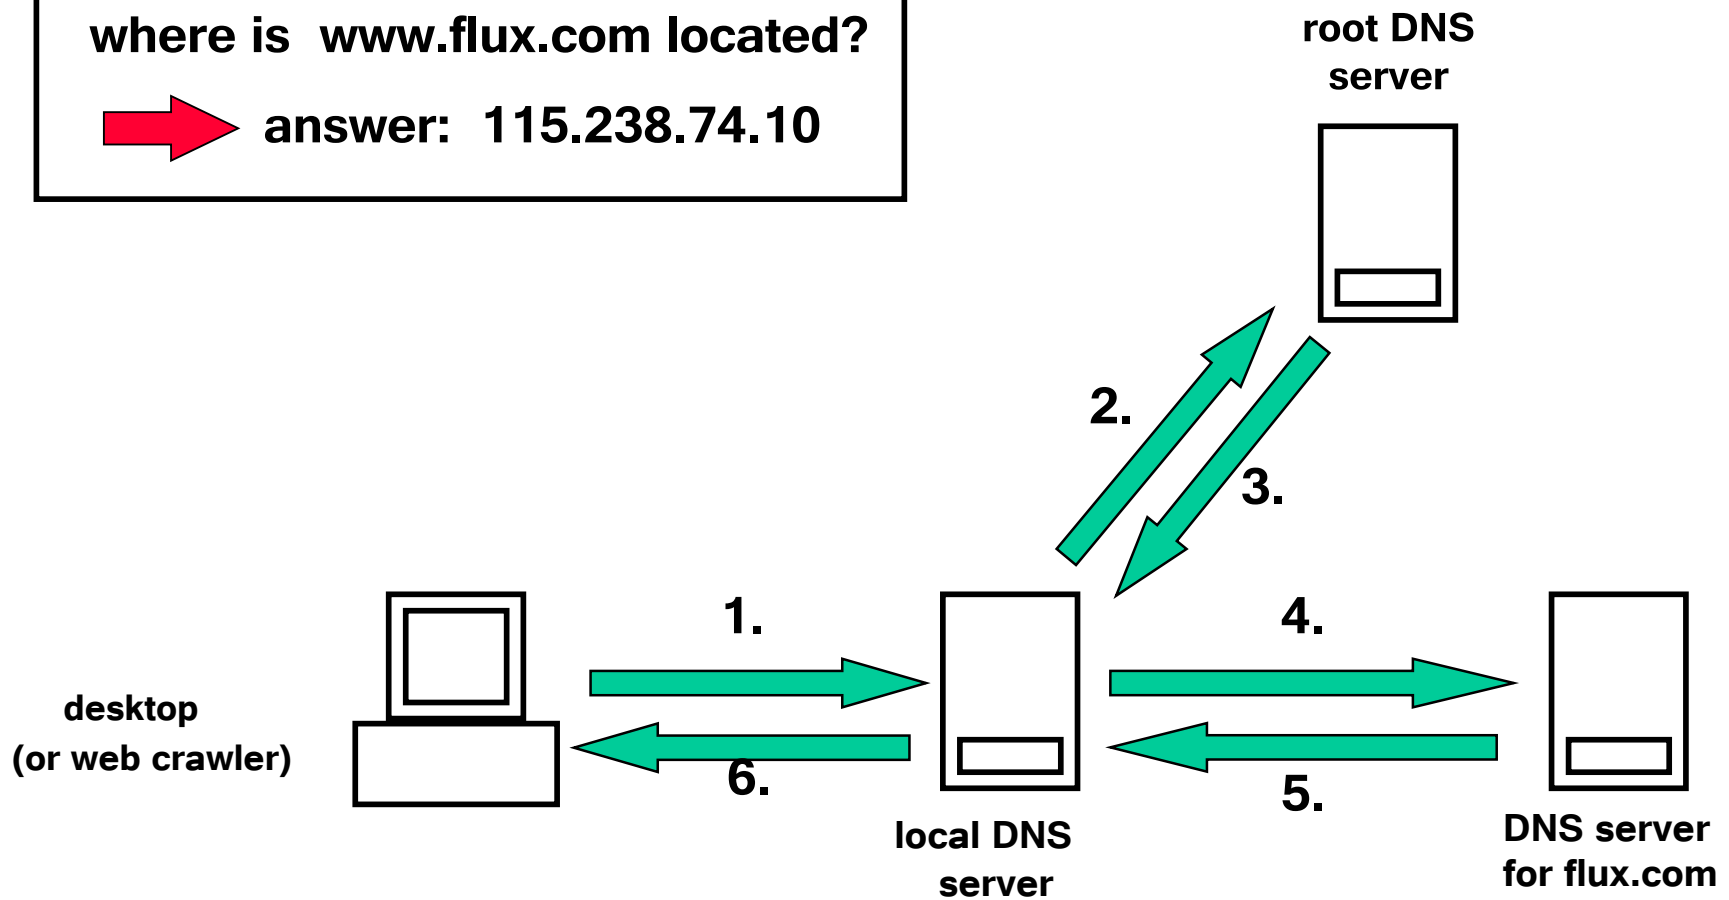 where is www.flux.com located?
answer: 115.238.74.10
root DNS
server
2.
3.
1.
4.
desktop
(or web crawler)
6.
5.
local DNS
server
DNS server
for flux.com